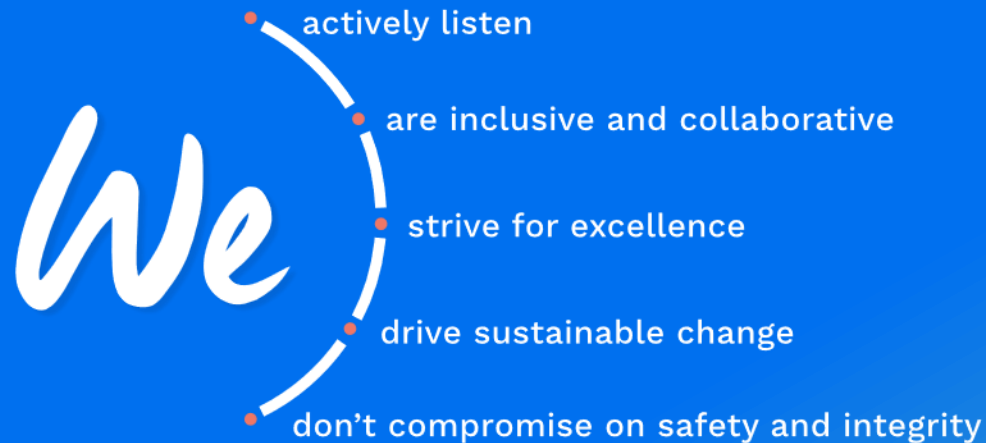 We
actively listen
are inclusive and collaborative
strive for excellence
drive sustainable change
don’t compromise on safety and integrity